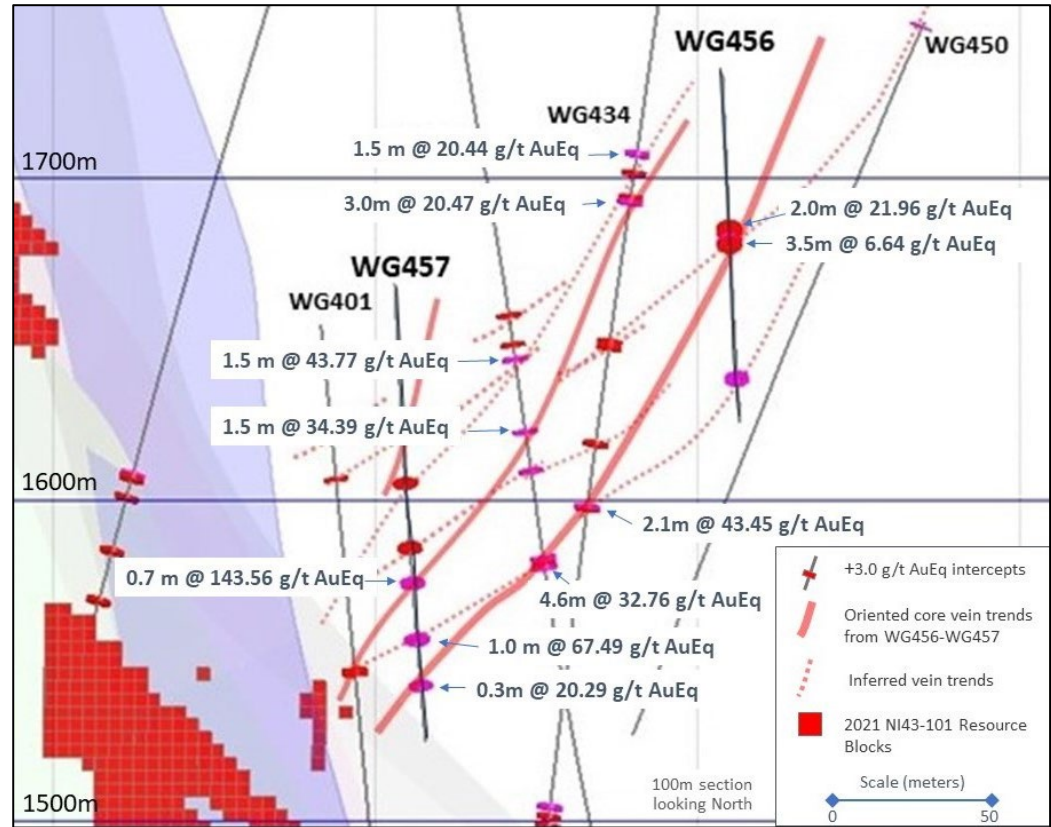 WG456
WG450
WG434
1.5 m @ 20.44 g/t AuEq
1700m
3.0m @ 20.47 g/t AuEq
2.0m @ 21.96 g/t AuEq
3.5m @ 6.64 g/t AuEq
WG457
WG401
1.5 m @ 43.77 g/t AuEq
1.5 m @ 34.39 g/t AuEq
1600m
2.1m @ 43.45 g/t AuEq
0.7 m @ 143.56 g/t AuEq
4.6m @ 32.76 g/t AuEq
1.0 m @ 67.49 g/t AuEq
0.3m @ 20.29 g/t AuEq
+3.0 g/t AuEq intercepts
Oriented core vein trends
from WG456-WG457
Inferred vein trends
2021 NI43-101 Resource
Blocks
100m section
looking North
Scale (meters)
0
50
1500m